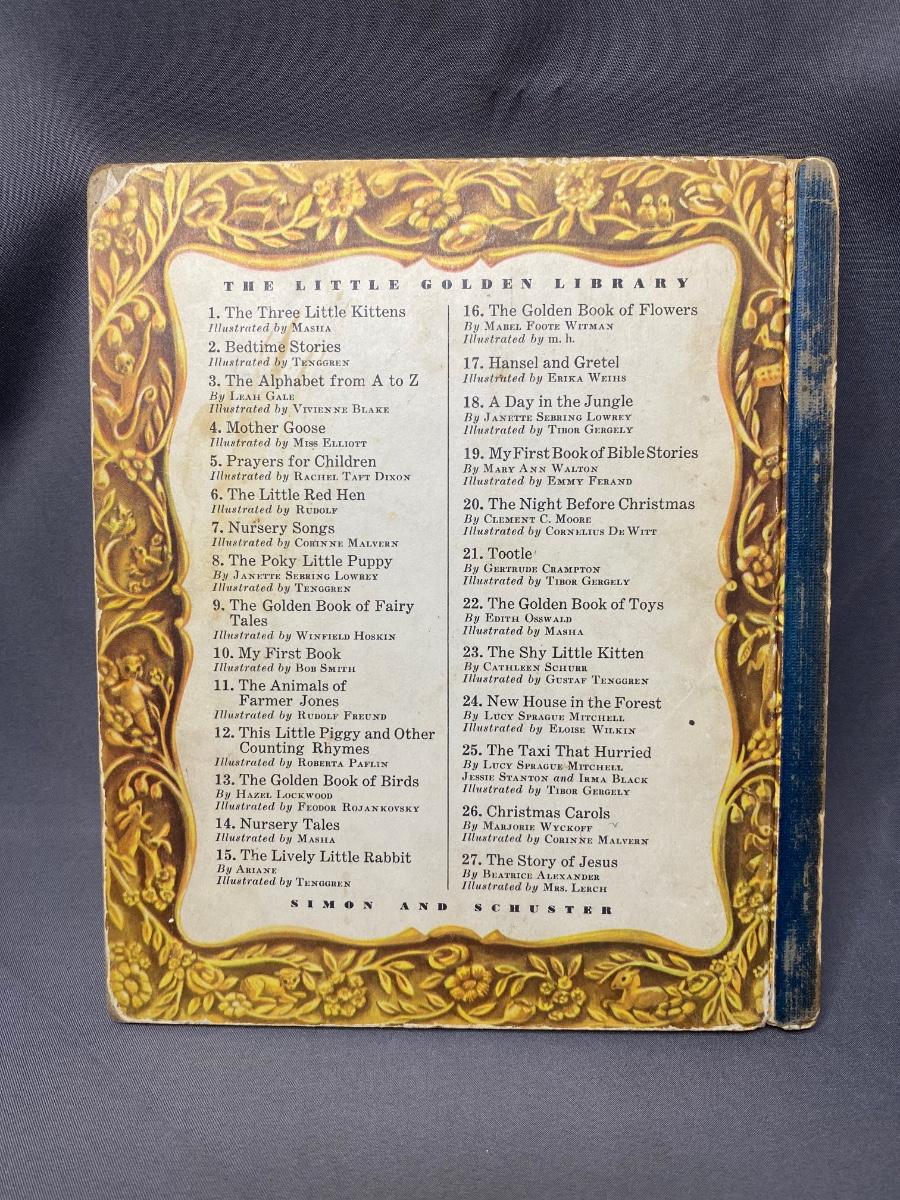 THE LITTLE GOLDEN LIBRARY
1. The Three Little Kittens
Illustrated by MASHA
2. Bedtime Stories
Illustrated by TENGGREN
3. The Alphabet from A to Z
By LEAH GALE
Illustrated by VIVIENNE BLAKE
4. Mother Goose
Illustrated by MISS ELLIOTT
5. Prayers for Children
Illustrated by RACHEL TAFT DIXON
6. The Little Red Hen
Illustrated by RUDOLF
7. Nursery Songs
Illustrated by CORINNE MALVERN
8. The Poky Little Puppy
By JANETTE SEBRING LOWREY
Illustrated by TENGGREN
9. The Golden Book of Fairy
Tales
Illustrated by WINFIELD HOSKIN
10. My First Book
Illustrated by BOB SMITH
11. The Animals of
Farmer Jones
Illustrated by RUDOLF FREUND
12. This Little Piggy and Other
Counting Rhymes
Illustrated by ROBERTA PAFLIN
13. The Golden Book of Birds
By HAZEL LOCKWOOD
Illustrated by FEODOR ROJANKOVSKY
14. Nursery Tales
Illustrated by MASHA
15. The Lively Little Rabbit
By ARIANE
Illustrated by TENGGREN
16. The Golden Book of Flowers
By MABEL FOOTE WITMAN
Illustrated by m. h.
17. Hansel and Gretel
Illustrated by ERIKA WEIHS
18. A Day in the Jungle
By JANETTE SEBRING LOWREY
Illustrated by TIBOR GERGELY
19. My First Book of Bible Stories
By MARY ANN WALTON
Illustrated by EMMY FERAND
20. The Night Before Christmas
By CLEMENT C. MOORE
Illustrated by CORNELIUS DE WITT
21. Tootle
By GERTRUDE CRAMPTON
Illustrated by TIBOR GERGELY
22. The Golden Book of Toys
By EDITH OSSWALD
Illustrated by MASHA
23. The Shy Little Kitten
By CATHLEEN SCHURR
Illustrated by GUSTAF TENGGREN
24. New House in the Forest
By LUCY SPRAGUE MITCHELL
Illustrated by ELOISE WILKIN
25. The Taxi That Hurried
By LUCY SPRAGUE MITCHELL
JESSIE STANTON and IRMA BLACK
Illustrated by TIBOR GERGELY
26. Christmas Carols
By MARJORIE WYCKOFF
Illustrated by CORINNE MALVERN
27. The Story of Jesus
By BEATRICE ALEXANDER
Illustrated by MRS. LERCH
SIMON AND SCHUSTER